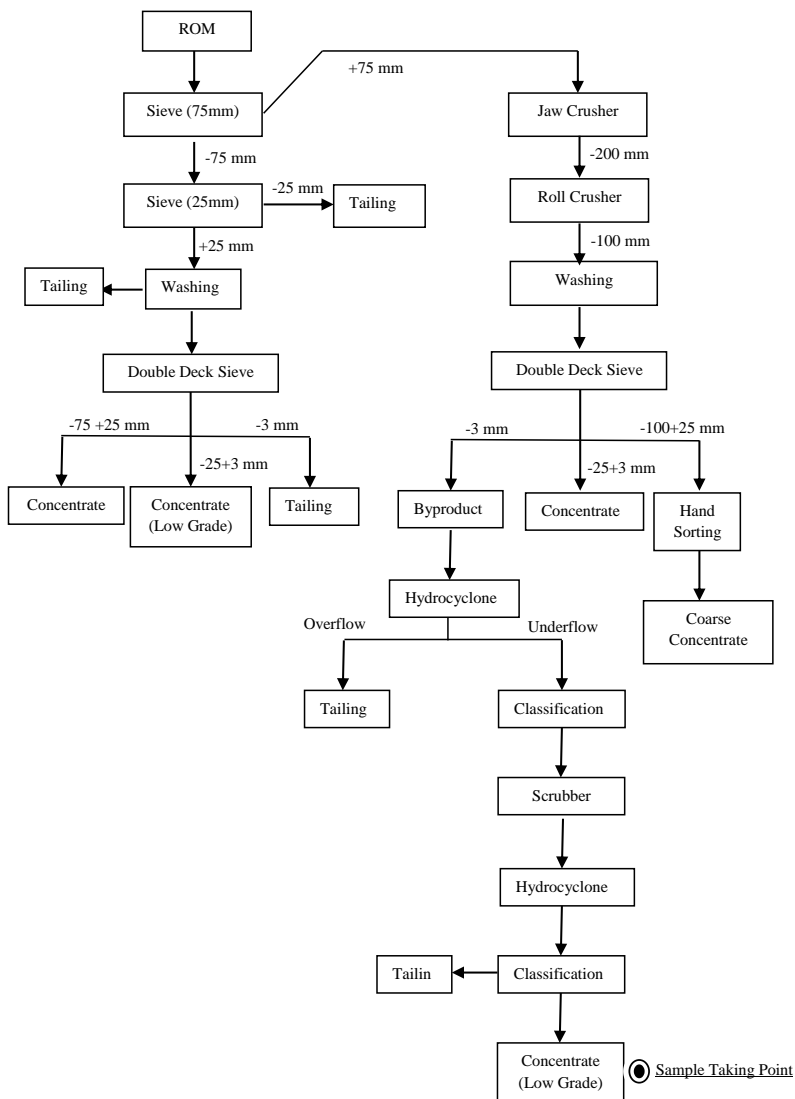 ROM
+75 mm
Sieve (75mm)
Jaw Crusher
-75 mm
-200 mm
Sieve (25mm)
-25 mm
Tailing
Roll Crusher
+25 mm
-100 mm
Tailing
Washing
Washing
Double Deck Sieve
Double Deck Sieve
-75 +25 mm
-3 mm
-25+3 mm
-3 mm
-100+25 mm
-25+3 mm
Concentrate
Concentrate
(Low Grade)
Tailing
Byproduct
Concentrate
Hand
Sorting
Hydrocyclone
Overflow
Underflow
Coarse
Concentrate
Tailing
Classification
Scrubber
Hydrocyclone
Tailin
Classification
Concentrate
(Low Grade)
Sample Taking Point